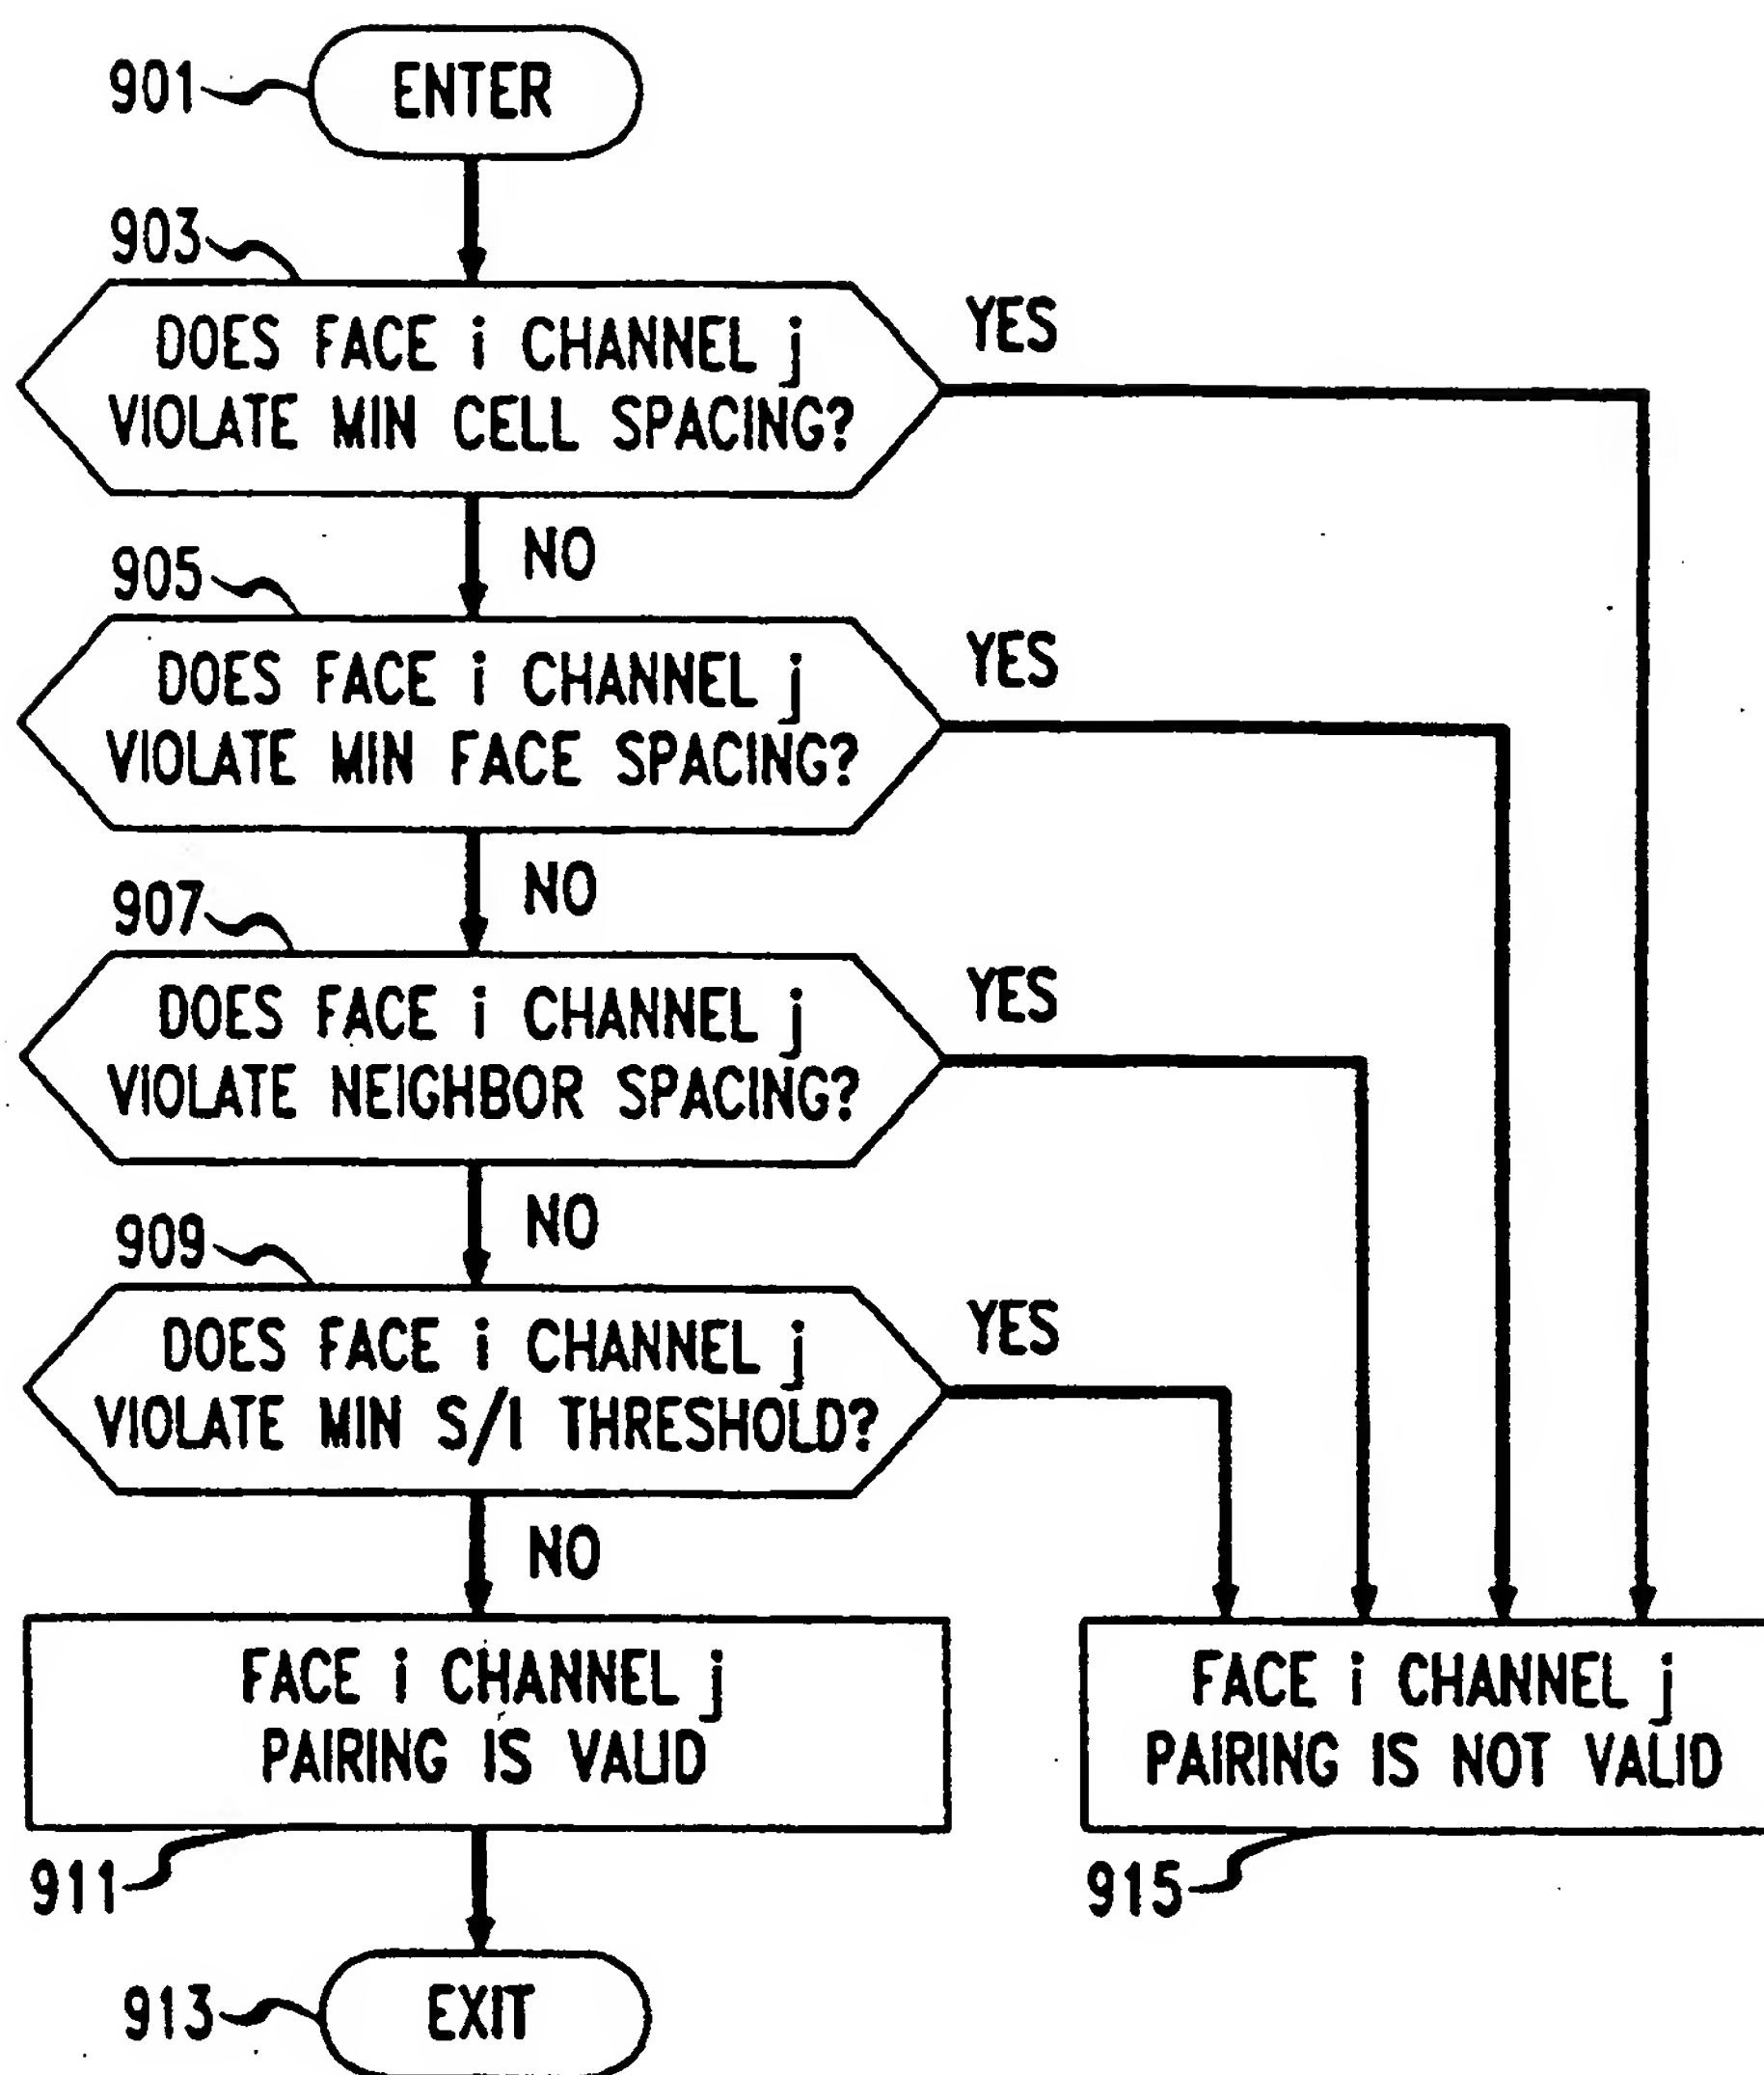 901
ENTER
903
DOES FACE i CHANNEL j
VIOLATE MIN CELL SPACING?
YES
NO
905
DOES FACE i CHANNEL j
VIOLATE MIN FACE SPACING?
YES
NO
907
DOES FACE i CHANNEL j
VIOLATE NEIGHBOR SPACING?
YES
NO
909
DOES FACE i CHANNEL j
VIOLATE MIN S/I THRESHOLD?
YES
NO
FACE i CHANNEL j
PAIRING IS VALID
911
FACE i CHANNEL j
PAIRING IS NOT VALID
915
913
EXIT